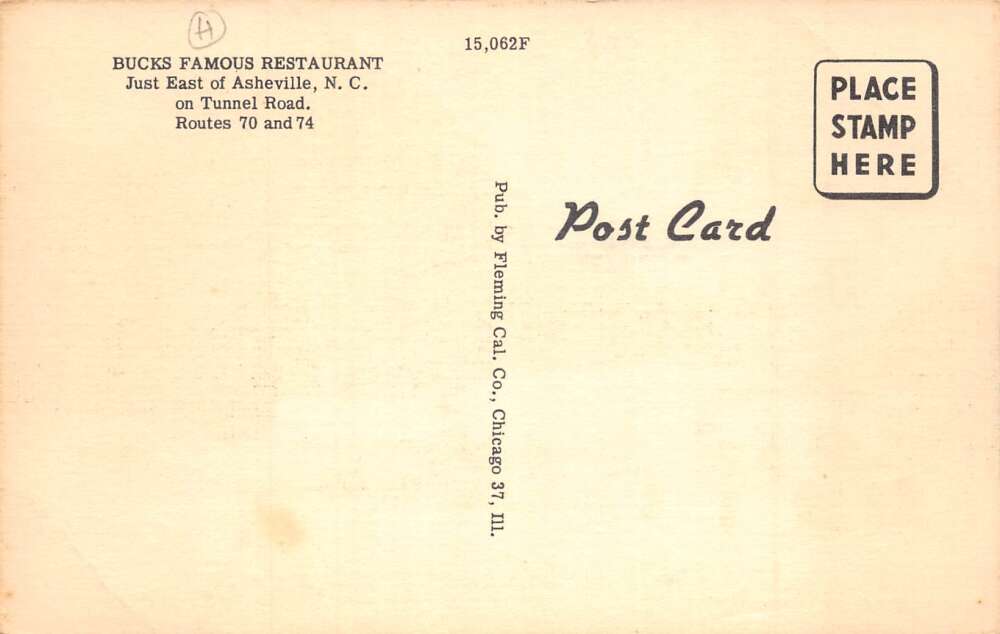 H
15,062F
BUCKS FAMOUS RESTAURANT
Just East of Asheville, N. C.
on Tunnel Road.
Routes 70 and 74
PLACE
STAMP
HERE
Post Card
Pub. by Fleming Cal. Co., Chicago 37, Ill.